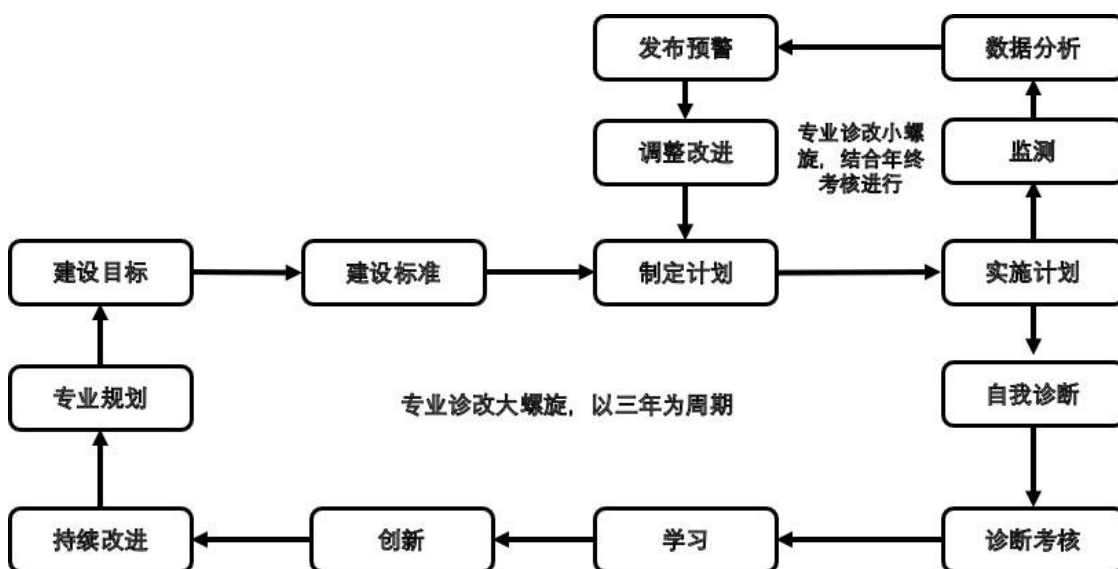 发布预警
数据分析
调整改进
专业诊改小螺
旋，结合年终
考核进行
监测
建设目标
建设标准
制定计划
实施计划
专业规划
专业诊改大螺旋，以三年为周期
自我诊断
持续改进
创新
学习
诊断考核